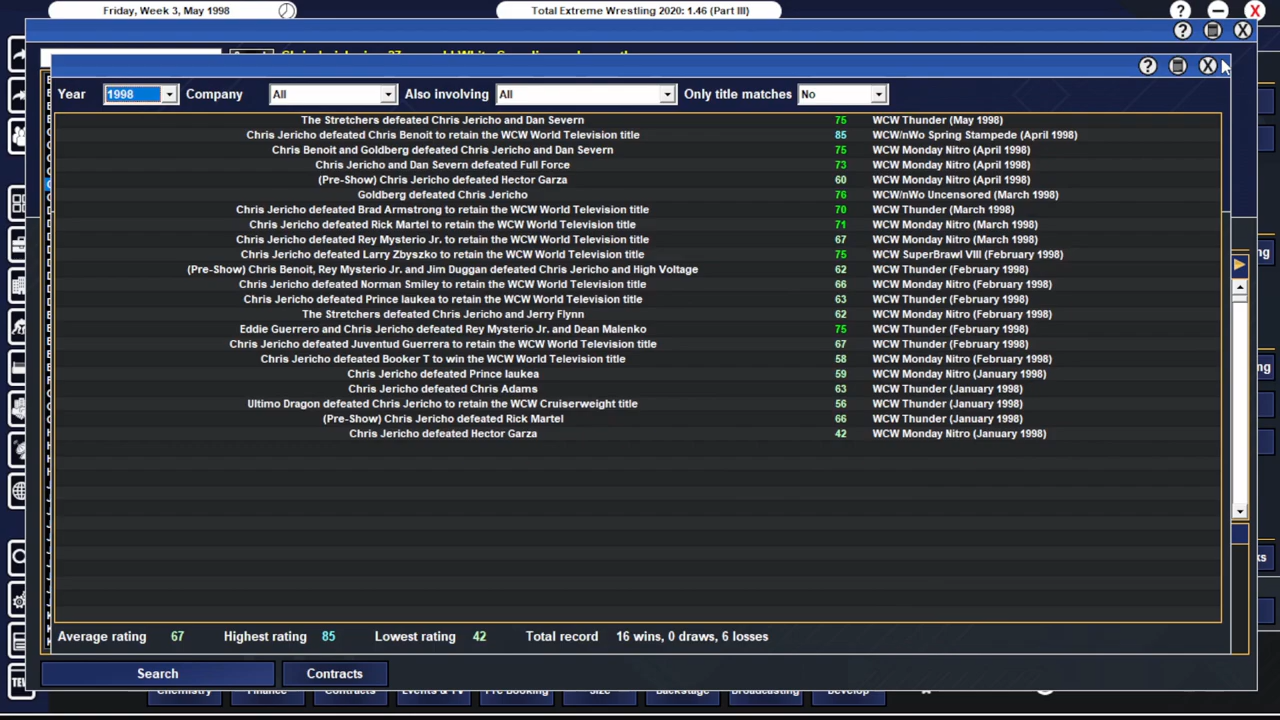 Friday, Week 3, May 1998
Total Extreme Wrestling 2020: 1.46 (Part III)
Year 1998 Company All Also involving All Only title matches No
The Stretchers defeated Chris Jericho and Dan Severn 75 WCW Thunder (May 1998)
Chris Jericho defeated Chris Benoit to retain the WCW World Television title 85 WCW/nWo Spring Stampede (April 1998)
Chris Benoit and Goldberg defeated Chris Jericho and Dan Severn 75 WCW Monday Nitro (April 1998)
Chris Jericho and Dan Severn defeated Full Force 73 WCW Monday Nitro (April 1998)
(Pre-Show) Chris Jericho defeated Hector Garza 60 WCW Monday Nitro (April 1998)
Goldberg defeated Chris Jericho 76 WCW/nWo Uncensored (March 1998)
Chris Jericho defeated Brad Armstrong to retain the WCW World Television title 70 WCW Thunder (March 1998)
Chris Jericho defeated Rick Martel to retain the WCW World Television title 71 WCW Monday Nitro (March 1998)
Chris Jericho defeated Rey Mysterio Jr. to retain the WCW World Television title 67 WCW Monday Nitro (March 1998)
Chris Jericho defeated Larry Zbyszko to retain the WCW World Television title 75 WCW SuperBrawl VIII (February 1998)
(Pre-Show) Chris Benoit, Rey Mysterio Jr. and Jim Duggan defeated Chris Jericho and High Voltage 62 WCW Thunder (February 1998)
Chris Jericho defeated Norman Smiley to retain the WCW World Television title 66 WCW Monday Nitro (February 1998)
Chris Jericho defeated Prince Iaukea to retain the WCW World Television title 63 WCW Thunder (February 1998)
The Stretchers defeated Chris Jericho and Jerry Flynn 62 WCW Monday Nitro (February 1998)
Eddie Guerrero and Chris Jericho defeated Rey Mysterio Jr. and Dean Malenko 75 WCW Thunder (February 1998)
Chris Jericho defeated Juventud Guerrera to retain the WCW World Television title 67 WCW Thunder (February 1998)
Chris Jericho defeated Booker T to win the WCW World Television title 58 WCW Monday Nitro (February 1998)
Chris Jericho defeated Prince Iaukea 59 WCW Monday Nitro (January 1998)
Chris Jericho defeated Chris Adams 63 WCW Thunder (January 1998)
Ultimo Dragon defeated Chris Jericho to retain the WCW Cruiserweight title 56 WCW Thunder (January 1998)
(Pre-Show) Chris Jericho defeated Rick Martel 66 WCW Thunder (January 1998)
Chris Jericho defeated Hector Garza 42 WCW Monday Nitro (January 1998)
Average rating 67 Highest rating 85 Lowest rating 42 Total record 16 wins, 0 draws, 6 losses
Search Contracts
Chemistry Finance Contracts Events & TV Pre Booking Size Backstage Broadcasting Develop